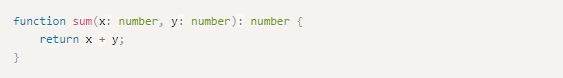 function sum(x: number, y: number): number {
    return x + y;
}